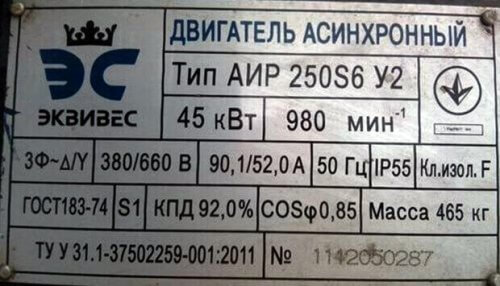 ЭС
ЭКВИВЕС
ДВИГАТЕЛЬ АСИНХРОННЫЙ
Тип АИР 250S6 У2
45 кВт 980 мин⁻¹
3Ф~Δ/Y 380/660 В 90,1/52,0 А 50 Гц IP55 Кл.изол. F
ГОСТ183-74 S1 КПД 92,0% COSφ0,85 Масса 465 кг
ТУ У 31.1-37502259-001:2011 № 1142050287